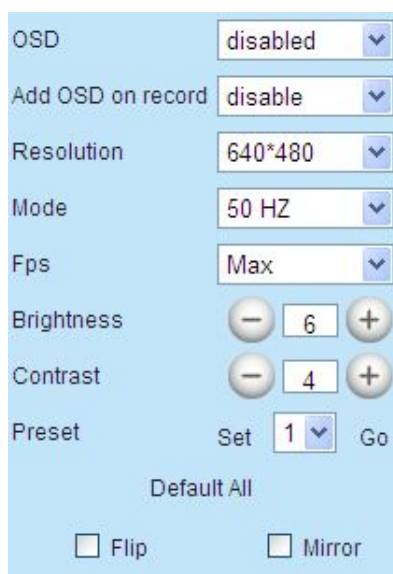 OSD disabled
Add OSD on record disable
Resolution 640*480
Mode 50 HZ
Fps Max
Brightness − 6 +
Contrast − 4 +
Preset Set 1 Go
Default All
Flip Mirror